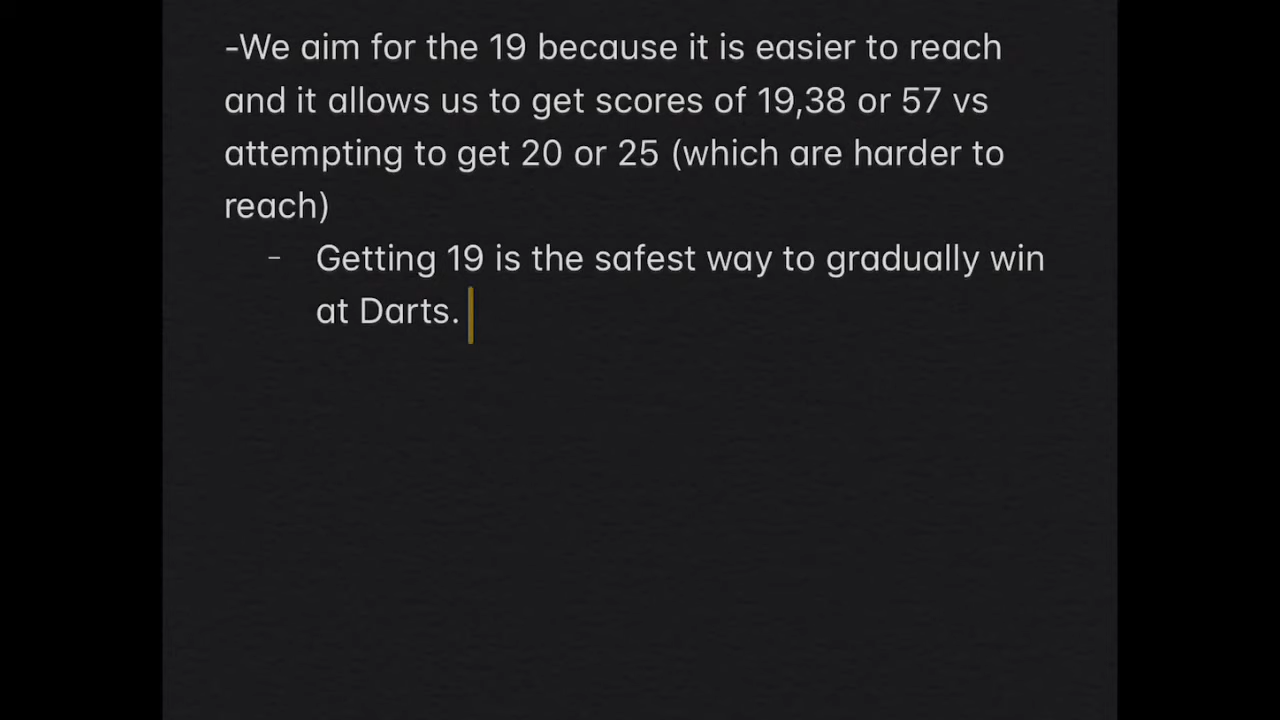 -We aim for the 19 because it is easier to reach
and it allows us to get scores of 19,38 or 57 vs
attempting to get 20 or 25 (which are harder to
reach)
- Getting 19 is the safest way to gradually win
at Darts.